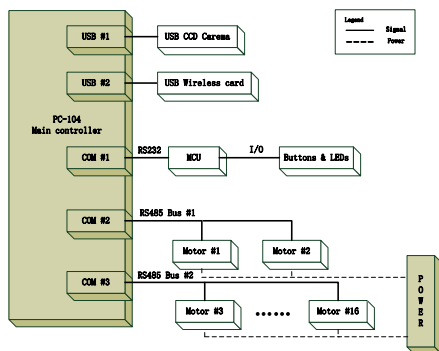 Legend
Signal
Power
USB #1
USB CCD Carema
USB #2
USB Wireless card
PC-104
Main controller
COM #1
RS232
MCU
I/O
Buttons & LEDs
COM #2
RS485 Bus #1
Motor #1
Motor #2
COM #3
RS485 Bus #2
Motor #3
......
Motor #16
POWER